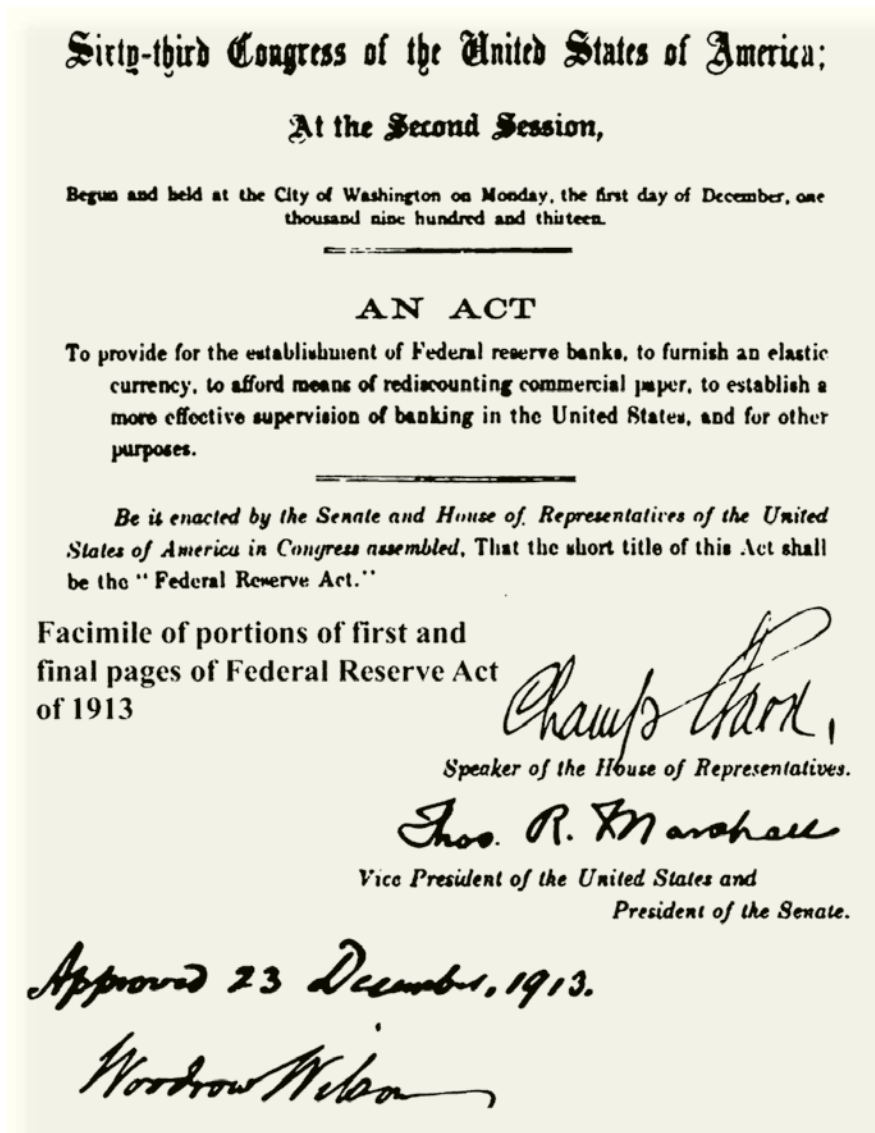 Sixty-third Congress of the United States of America;
At the Second Session,
Begun and held at the City of Washington on Monday, the first day of December, one
thousand nine hundred and thirteen.
AN ACT
To provide for the establishment of Federal reserve banks, to furnish an elastic
currency, to afford means of rediscounting commercial paper, to establish a
more effective supervision of banking in the United States, and for other
purposes.
Be it enacted by the Senate and House of Representatives of the United
States of America in Congress assembled, That the short title of this Act shall
be the "Federal Reserve Act."
Facimile of portions of first and
final pages of Federal Reserve Act
of 1913
Champ Clark,
Speaker of the House of Representatives.
Thos. R. Marshall
Vice President of the United States and
President of the Senate.
Approved 23 December, 1913.
Woodrow Wilson